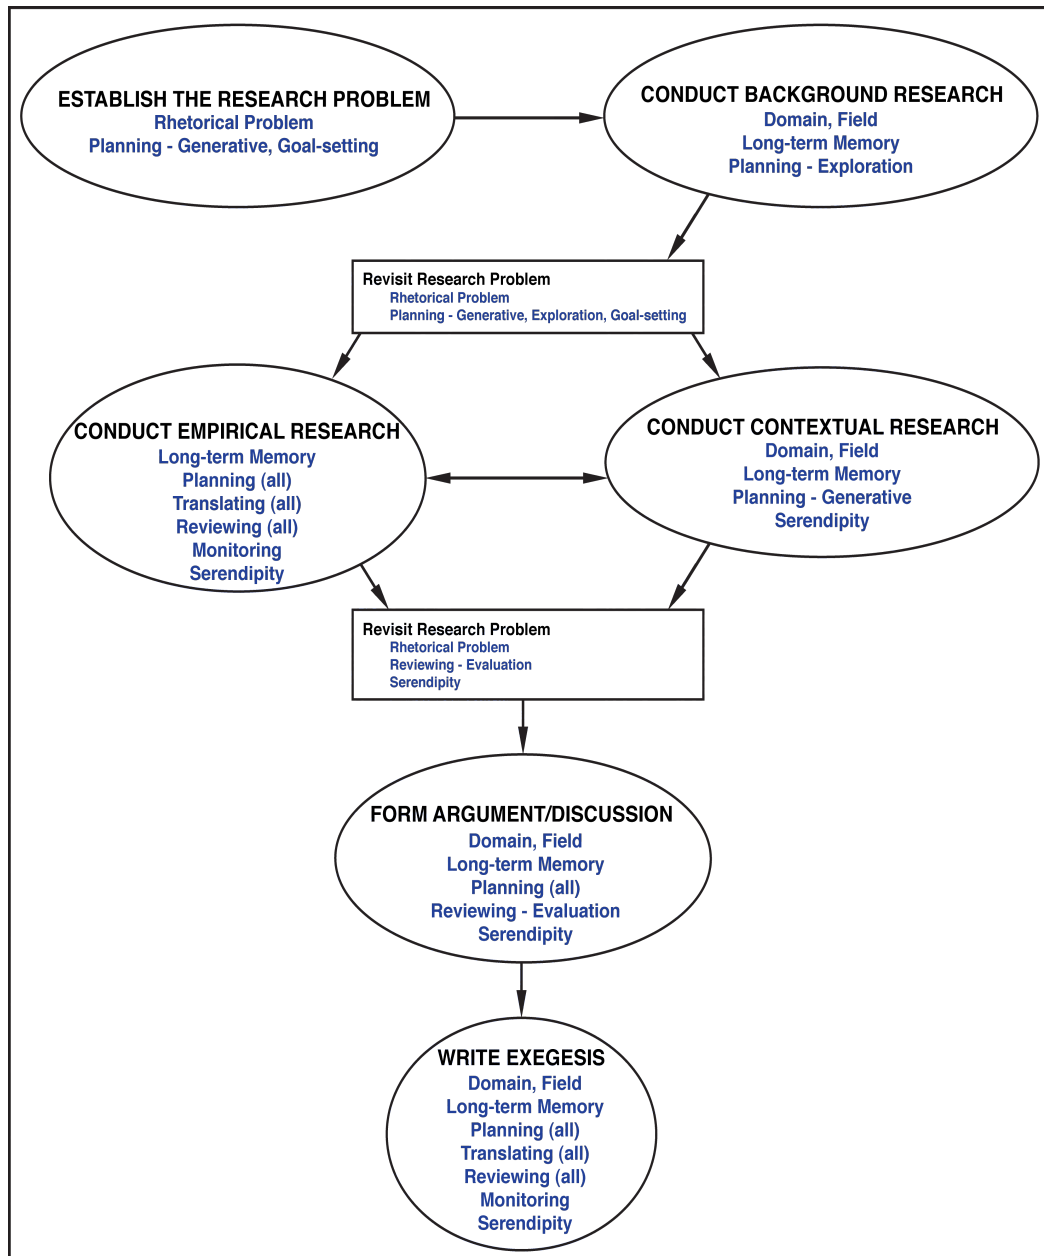 ESTABLISH THE RESEARCH PROBLEM
Rhetorical Problem
Planning - Generative, Goal-setting
CONDUCT BACKGROUND RESEARCH
Domain, Field
Long-term Memory
Planning - Exploration
Revisit Research Problem
Rhetorical Problem
Planning - Generative, Exploration, Goal-setting
CONDUCT EMPIRICAL RESEARCH
Long-term Memory
Planning (all)
Translating (all)
Reviewing (all)
Monitoring
Serendipity
CONDUCT CONTEXTUAL RESEARCH
Domain, Field
Long-term Memory
Planning - Generative
Serendipity
Revisit Research Problem
Rhetorical Problem
Reviewing - Evaluation
Serendipity
FORM ARGUMENT/DISCUSSION
Domain, Field
Long-term Memory
Planning (all)
Reviewing - Evaluation
Serendipity
WRITE EXEGESIS
Domain, Field
Long-term Memory
Planning (all)
Translating (all)
Reviewing (all)
Monitoring
Serendipity